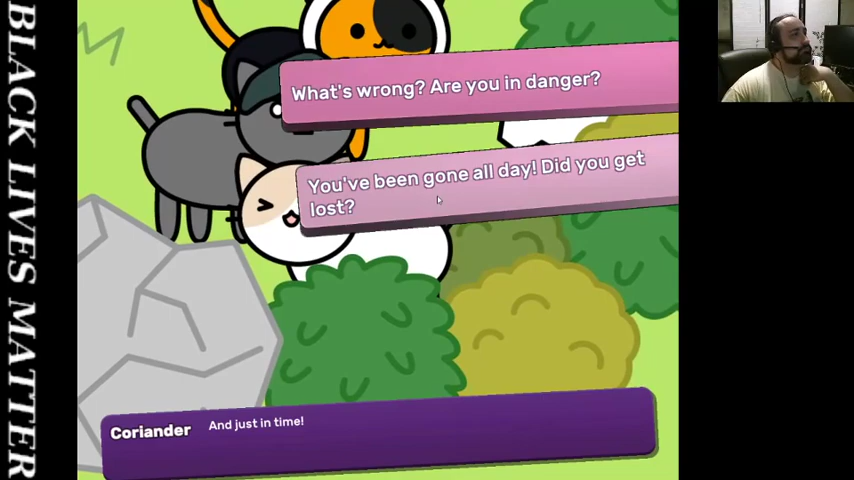 BLACK LIVES MATTER
What's wrong? Are you in danger?
You've been gone all day! Did you get
lost?
Coriander
And just in time!